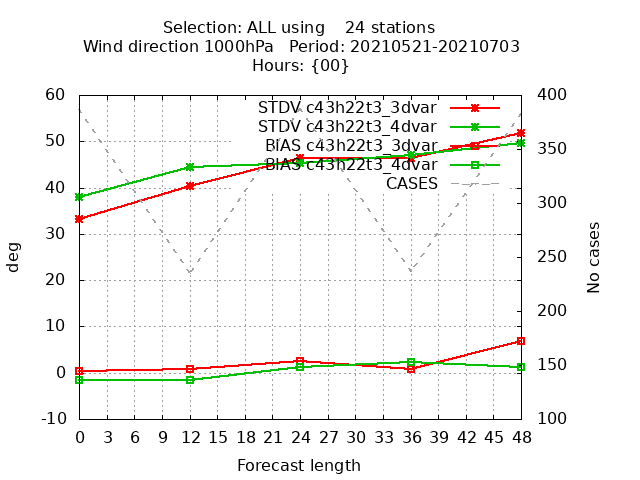 Selection: ALL using    24 stations
Wind direction 1000hPa   Period: 20210521-20210703
Hours: {00}
STDV c43h22t3_3dvar
STDV c43h22t3_4dvar
BIAS c43h22t3_3dvar
BIAS c43h22t3_4dvar
CASES
60
50
40
30
20
10
0
-10
deg
400
350
300
250
200
150
100
No cases
0 3 6 9 12 15 18 21 24 27 30 33 36 39 42 45 48
Forecast length